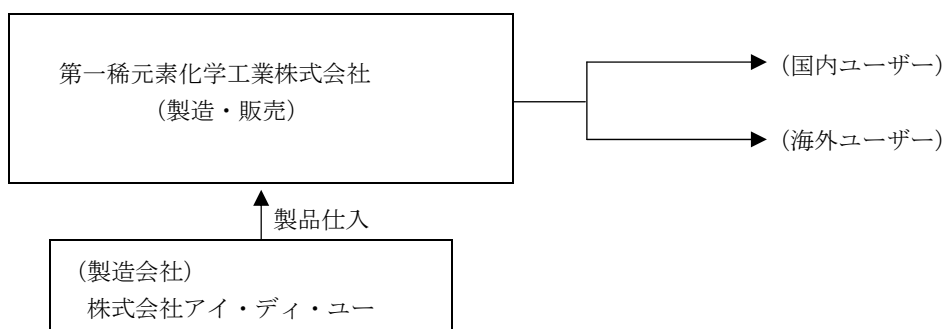 第一稀元素化学工業株式会社
(製造・販売)
(国内ユーザー)
(海外ユーザー)
製品仕入
(製造会社)
株式会社アイ・ディ・ユー